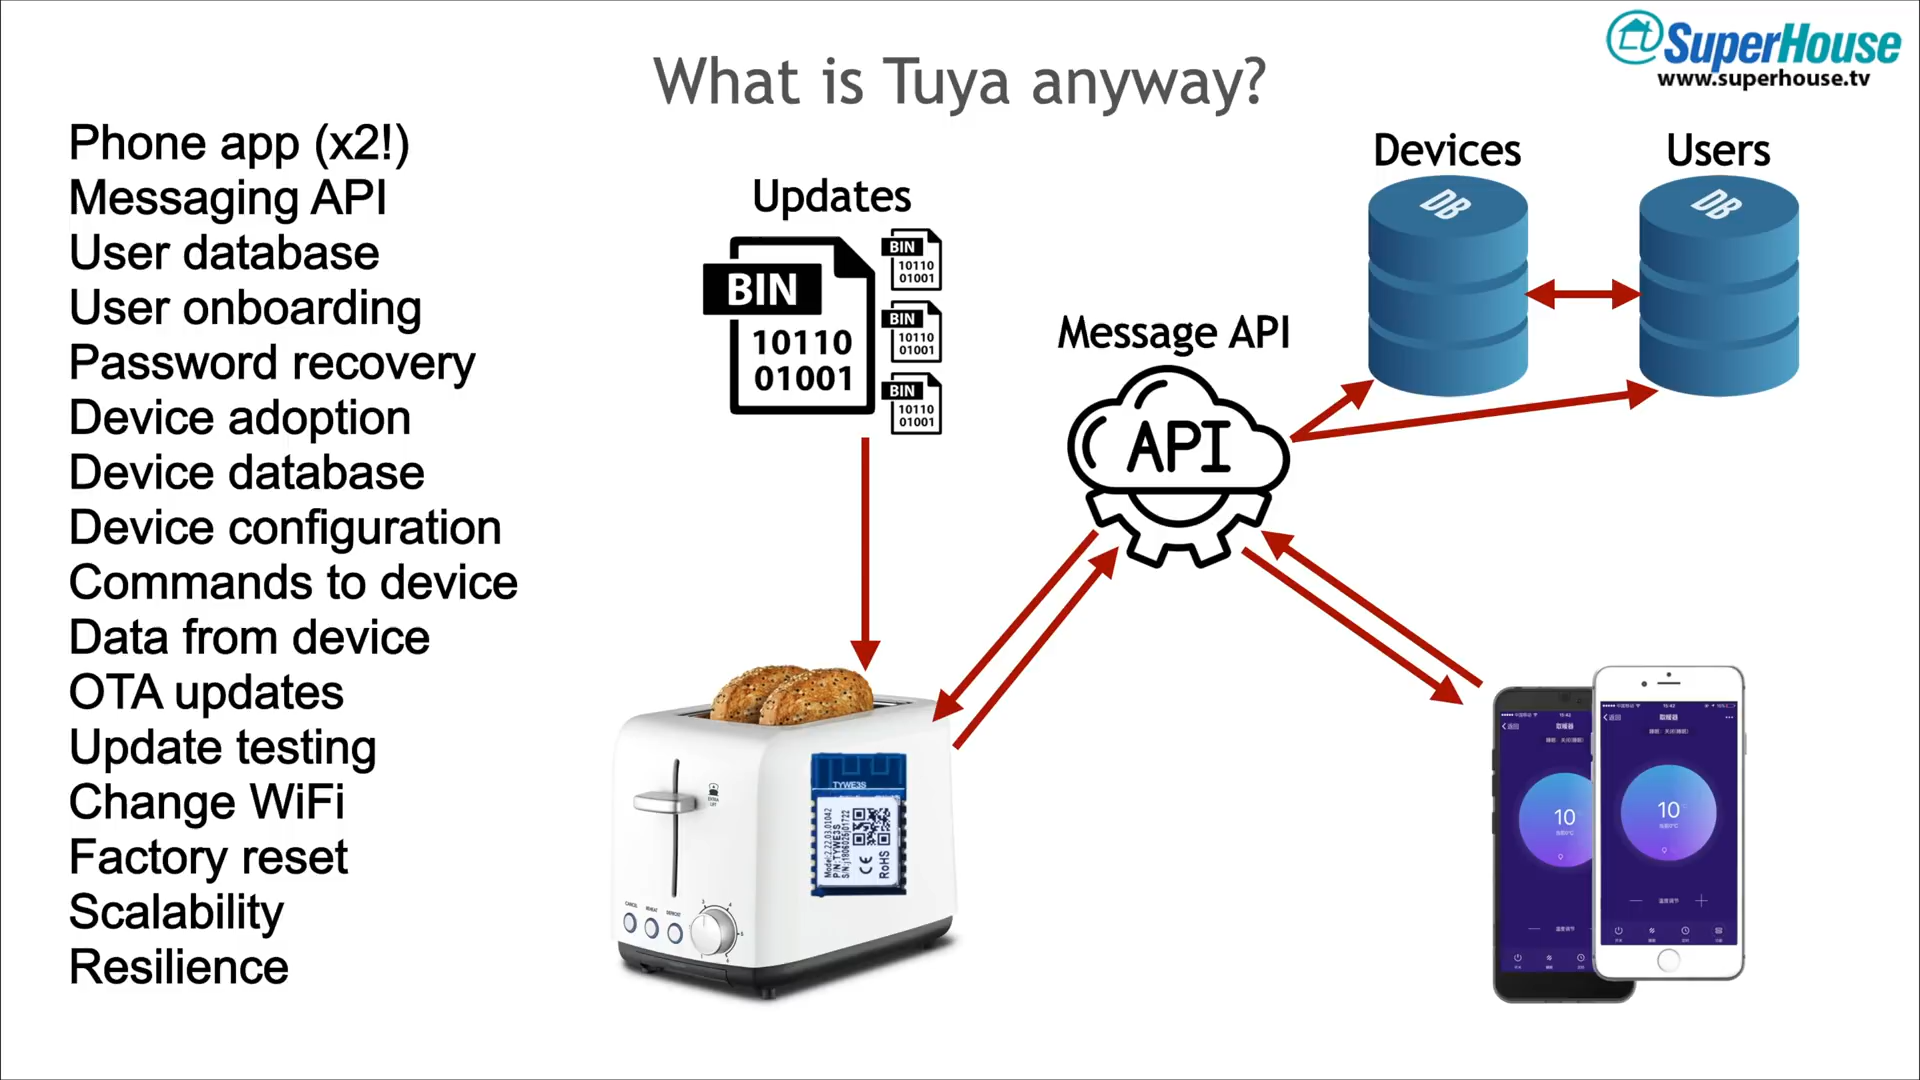 SuperHouse
www.superhouse.tv
What is Tuya anyway?
Phone app (x2!)
Messaging API
User database
User onboarding
Password recovery
Device adoption
Device database
Device configuration
Commands to device
Data from device
OTA updates
Update testing
Change WiFi
Factory reset
Scalability
Resilience
Updates
BIN
10110
01001
BIN
10110
01001
BIN
10110
01001
BIN
10110
01001
Message API
API
Devices
DB
Users
DB
TYWE3S
P/N:TYWE3S
RoHS
CANCEL
10
10